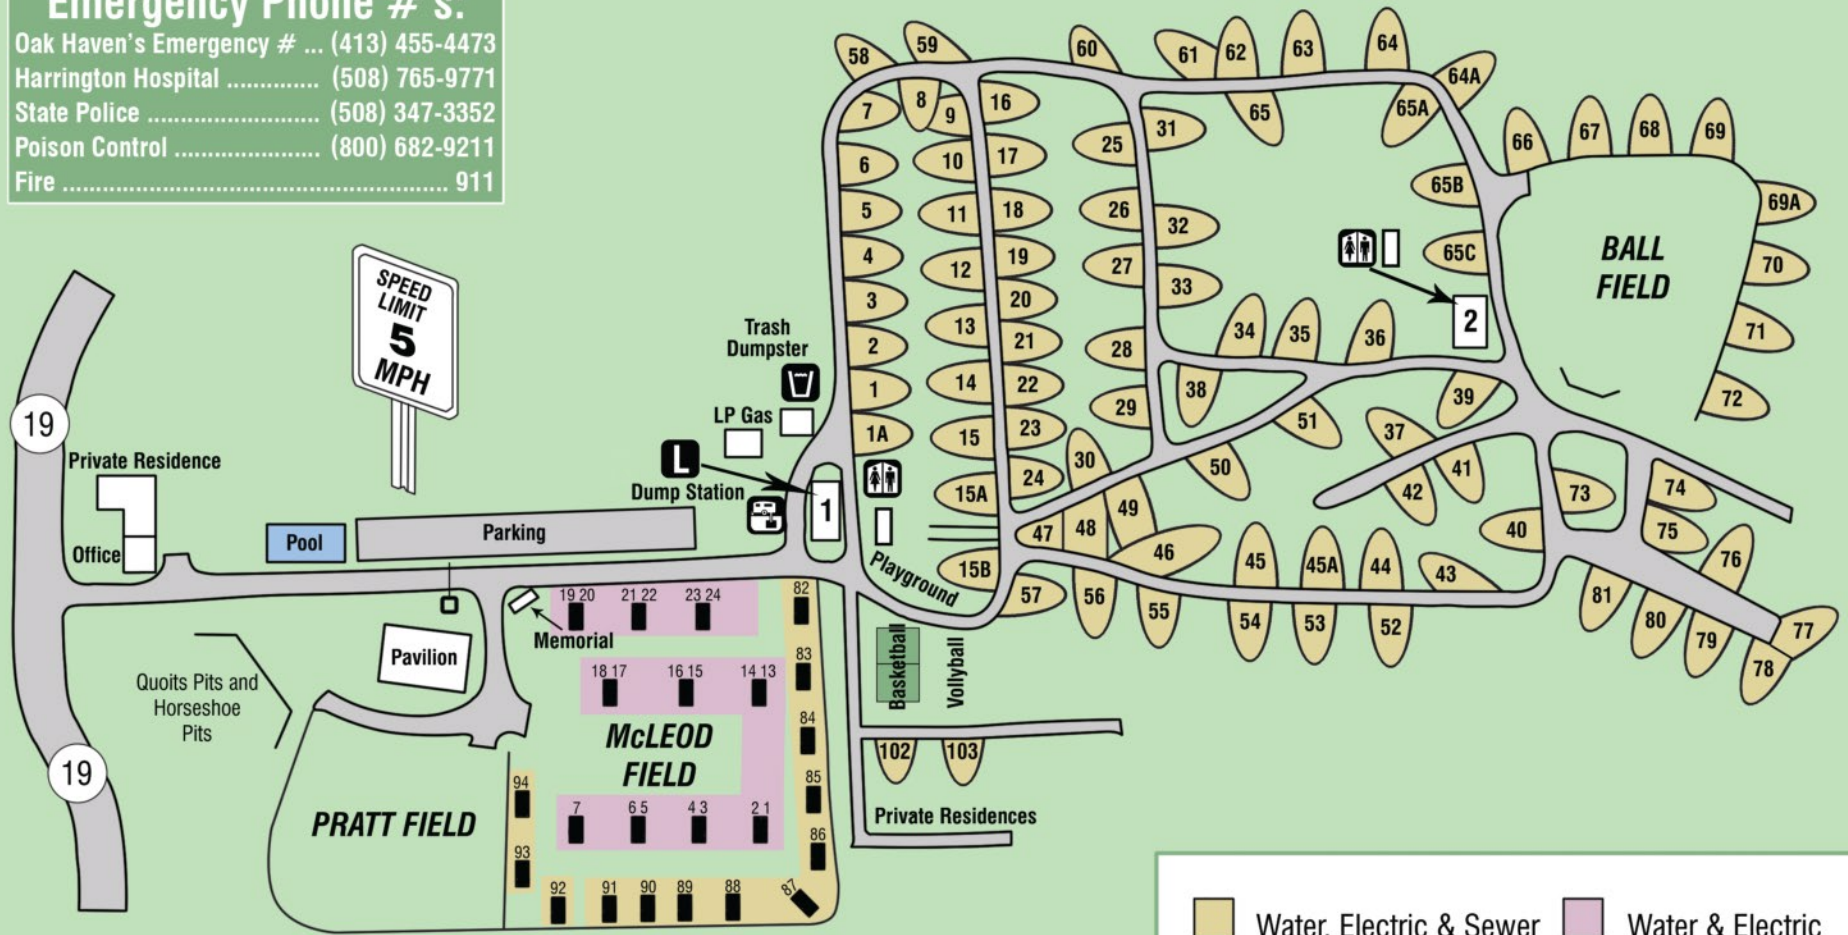 Emergency Phone # s:
Oak Haven's Emergency # ... (413) 455-4473
Harrington Hospital .............. (508) 765-9771
State Police .......................... (508) 347-3352
Poison Control ...................... (800) 682-9211
Fire .......................................................... 911
SPEED
LIMIT
5
MPH
19
19
Private Residence
Office
Pool
Parking
Pavilion
Memorial
Quoits Pits and
Horseshoe
Pits
PRATT FIELD
McLEOD
FIELD
19 20
21 22
23 24
18 17
16 15
14 13
7
6 5
4 3
2 1
82
83
84
85
86
87
88
89
90
91
92
93
94
Trash
Dumpster
LP Gas
L
Dump Station
1
Playground
Basketball
Vollyball
102
103
Private Residences
58
59
60
61
62
63
64
64A
65A
65
66
67
68
69
69A
70
71
72
65B
65C
BALL
FIELD
2
7
8
9
16
6
10
17
5
11
18
4
12
19
3
13
20
2
21
1
14
22
1A
15
23
15A
24
15B
25
31
26
32
27
33
28
29
30
34
35
36
38
39
37
51
50
41
42
49
48
47
46
45
45A
44
43
40
57
56
55
54
53
52
73
74
75
76
77
78
79
80
81
Water, Electric & Sewer
Water & Electric